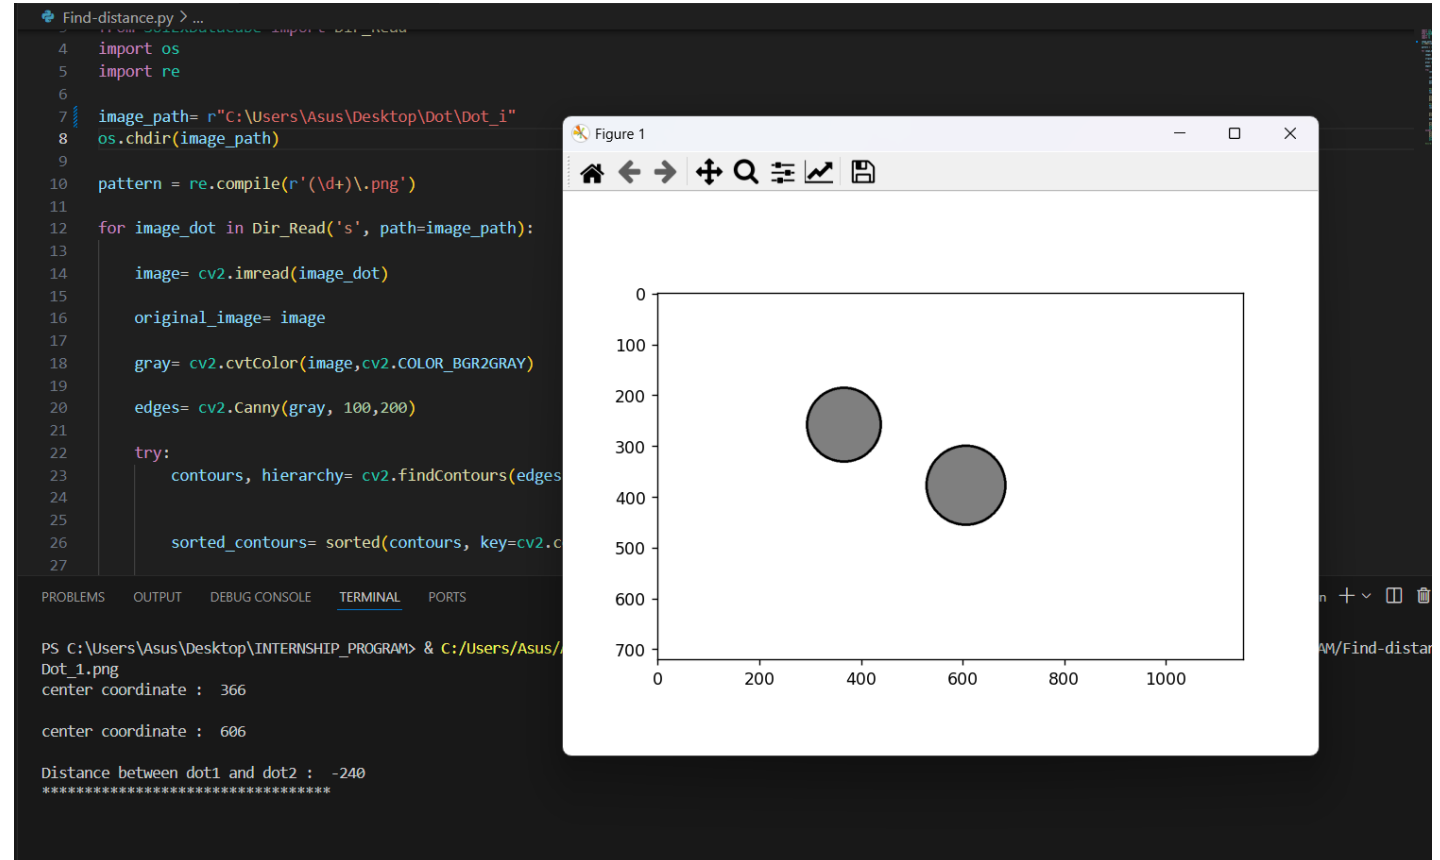 Find-distance.py > ...
3 from SolEXDatacube import Dir_Read
4 import os
5 import re
6
7 image_path= r"C:\Users\Asus\Desktop\Dot\Dot_i"
8 os.chdir(image_path)
9
10 pattern = re.compile(r'(\d+)\.png')
11
12 for image_dot in Dir_Read('s', path=image_path):
13
14 image= cv2.imread(image_dot)
15
16 original_image= image
17
18 gray= cv2.cvtColor(image,cv2.COLOR_BGR2GRAY)
19
20 edges= cv2.Canny(gray, 100,200)
21
22 try:
23 contours, hierarchy= cv2.findContours(edges
24
25
26 sorted_contours= sorted(contours, key=cv2.c
27
Figure 1
0
100
200
300
400
500
600
700
0 200 400 600 800 1000
PROBLEMS OUTPUT DEBUG CONSOLE TERMINAL PORTS
PS C:\Users\Asus\Desktop\INTERNSHIP_PROGRAM> & C:/Users/Asus/ AM/Find-distan
Dot_1.png
center coordinate : 366
center coordinate : 606
Distance between dot1 and dot2 : -240
**********************************